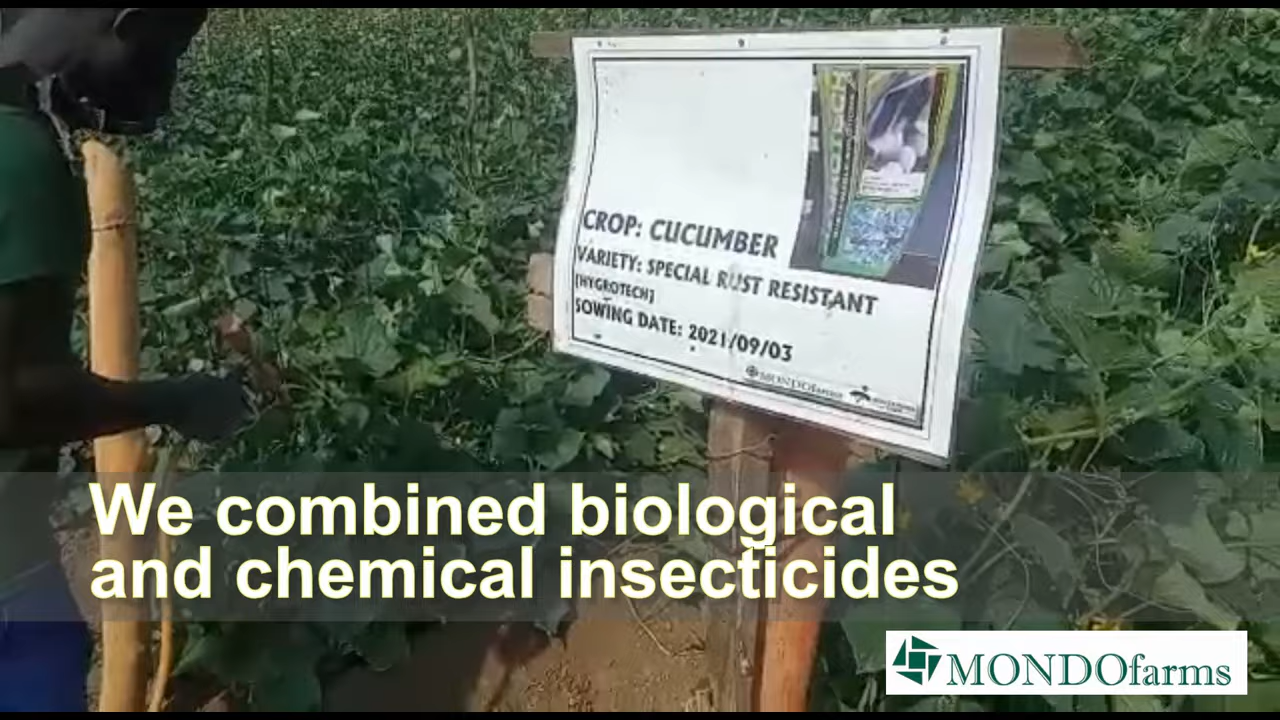 CROP: CUCUMBER
VARIETY: SPECIAL RUST RESISTANT
[HYGROTECH]
SOWING DATE: 2021/09/03
MONDOfarms
We combined biological
and chemical insecticides
MONDOfarms